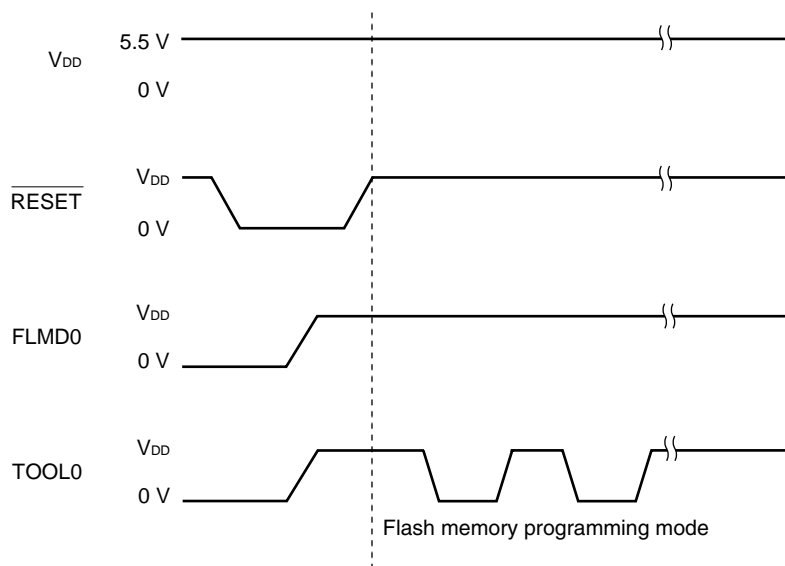 5.5 V
VDD
0 V
VDD
RESET
0 V
VDD
FLMD0
0 V
VDD
TOOL0
0 V
Flash memory programming mode